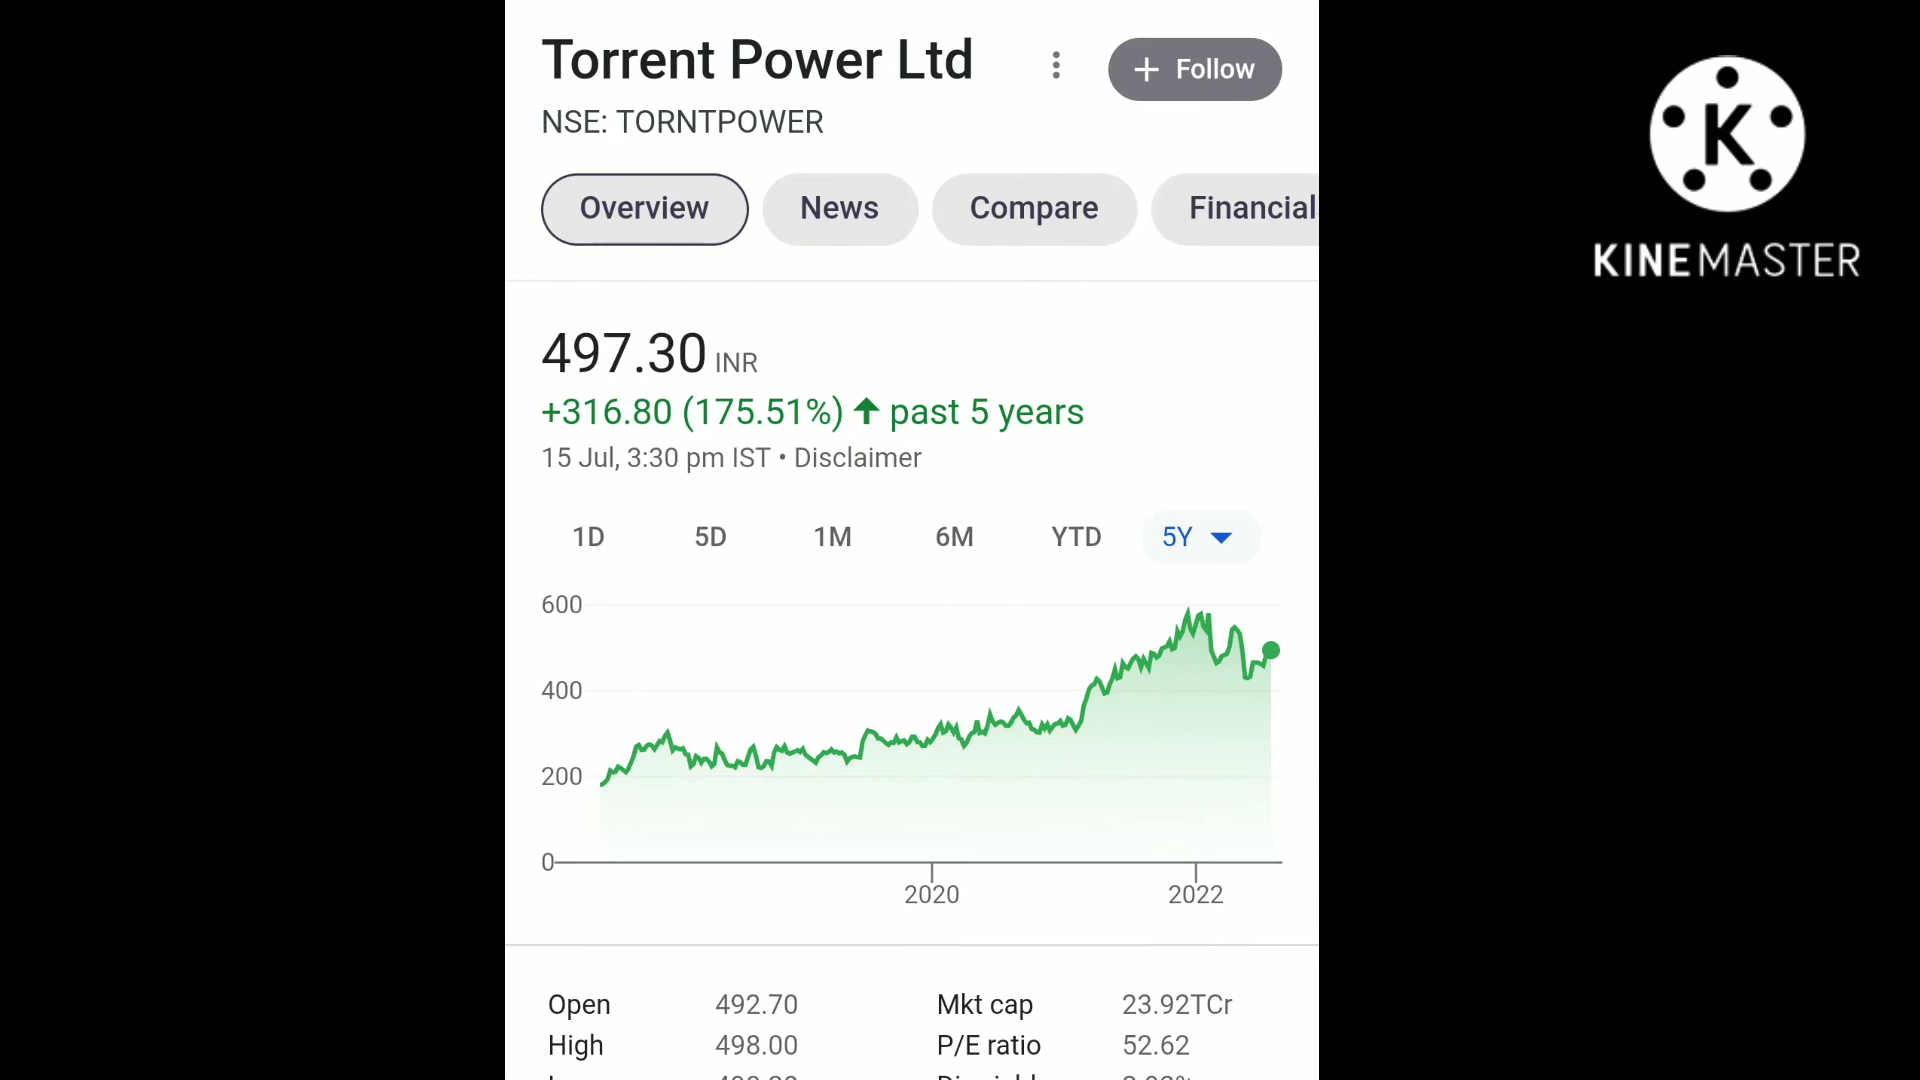 Torrent Power Ltd
+ Follow
NSE: TORNTPOWER
Overview
News
Compare
Financial
K
KINEMASTER
497.30 INR
+316.80 (175.51%) ↑ past 5 years
15 Jul, 3:30 pm IST • Disclaimer
1D 5D 1M 6M YTD 5Y
600
400
200
0
2020 2022
Open 492.70 Mkt cap 23.92TCr
High 498.00 P/E ratio 52.62